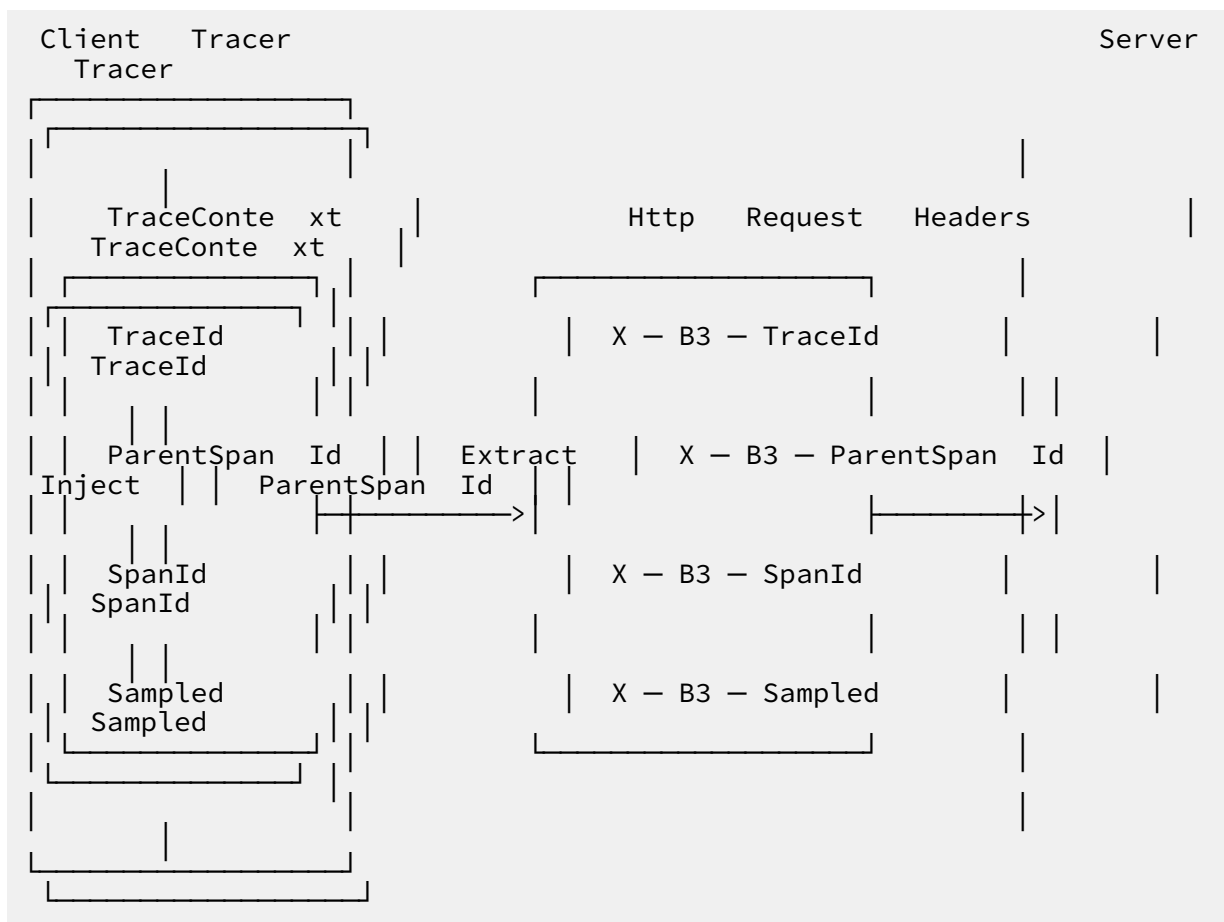 Client Tracer Server
Tracer
TraceConte xt Http Request Headers
TraceConte xt
TraceId X — B3 — TraceId
TraceId
ParentSpan Id Extract X — B3 — ParentSpan Id
Inject ParentSpan Id
SpanId X — B3 — SpanId
SpanId
Sampled X — B3 — Sampled
Sampled